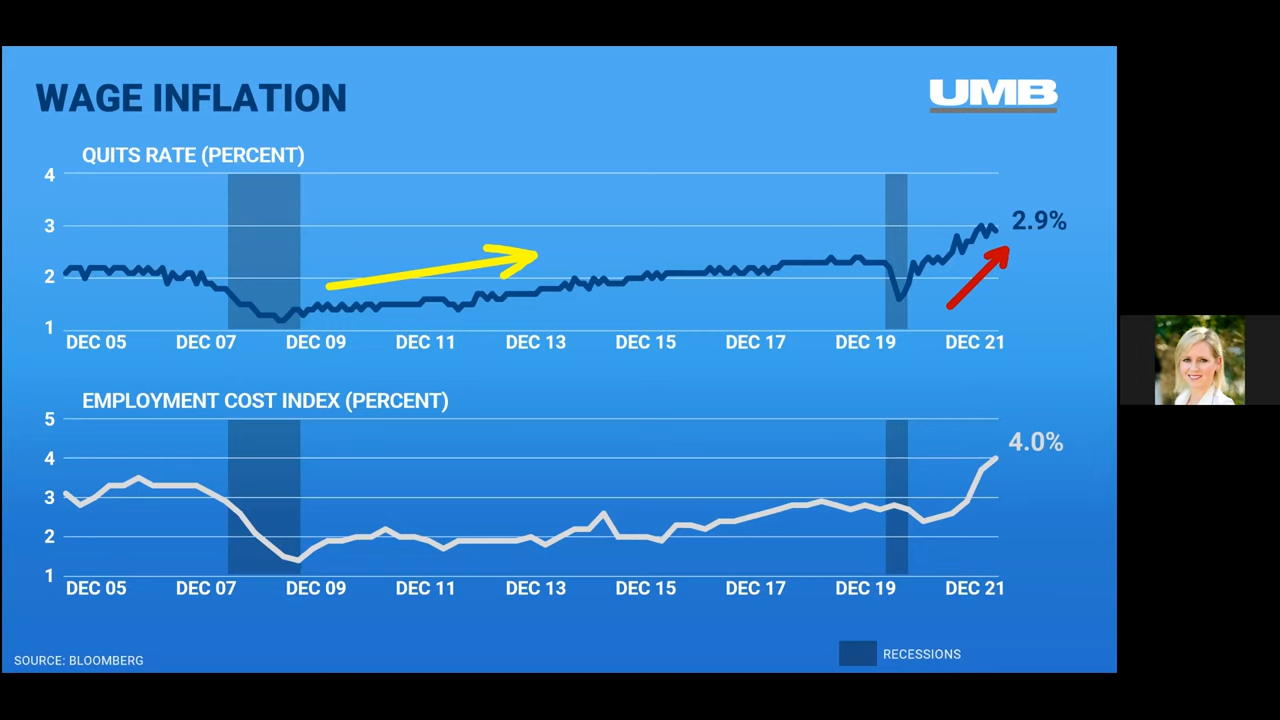 WAGE INFLATION
UMB
QUITS RATE (PERCENT)
4
3
2.9%
2
1
DEC 05 DEC 07 DEC 09 DEC 11 DEC 13 DEC 15 DEC 17 DEC 19 DEC 21
EMPLOYMENT COST INDEX (PERCENT)
5
4.0%
4
3
2
1
DEC 05 DEC 07 DEC 09 DEC 11 DEC 13 DEC 15 DEC 17 DEC 19 DEC 21
SOURCE: BLOOMBERG
RECESSIONS